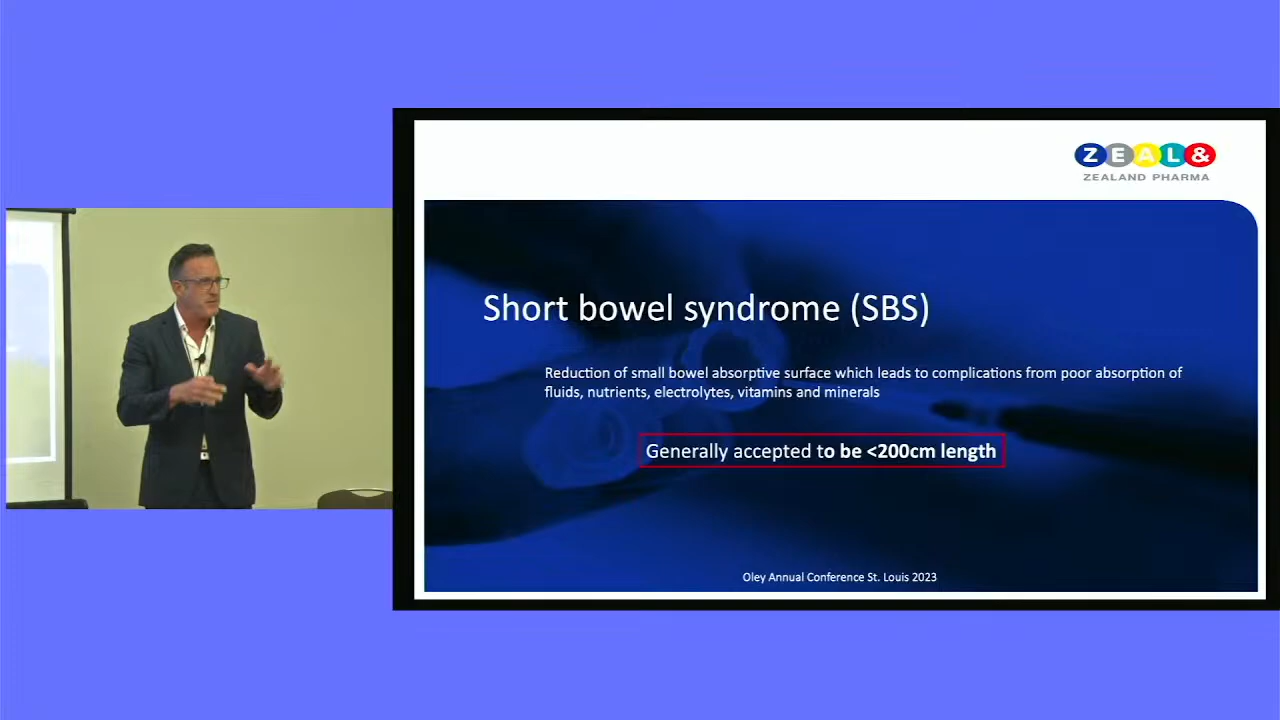 ZEAL&
ZEALAND PHARMA
Short bowel syndrome (SBS)
Reduction of small bowel absorptive surface which leads to complications from poor absorption of
fluids, nutrients, electrolytes, vitamins and minerals
Generally accepted to be <200cm length
Oley Annual Conference St. Louis 2023